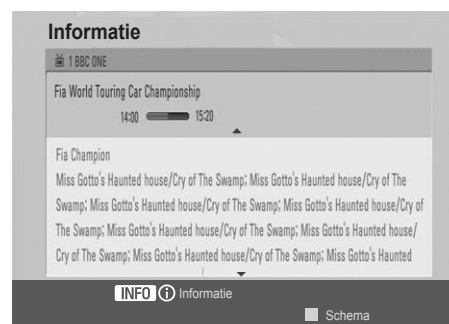 Informatie
1 BBC ONE
Fia World Touring Car Championship
14:00 15:20
Fia Champion
Miss Gotto's Haunted house/Cry of The Swamp; Miss Gotto's Haunted house/Cry of The
Swamp; Miss Gotto's Haunted house/Cry of The Swamp; Miss Gotto's Haunted house/Cry of
The Swamp; Miss Gotto's Haunted house/Cry of The Swamp; Miss Gotto's Haunted house/
Cry of The Swamp; Miss Gotto's Haunted house/Cry of The Swamp; Miss Gotto's Haunted
INFO i Informatie
Schema